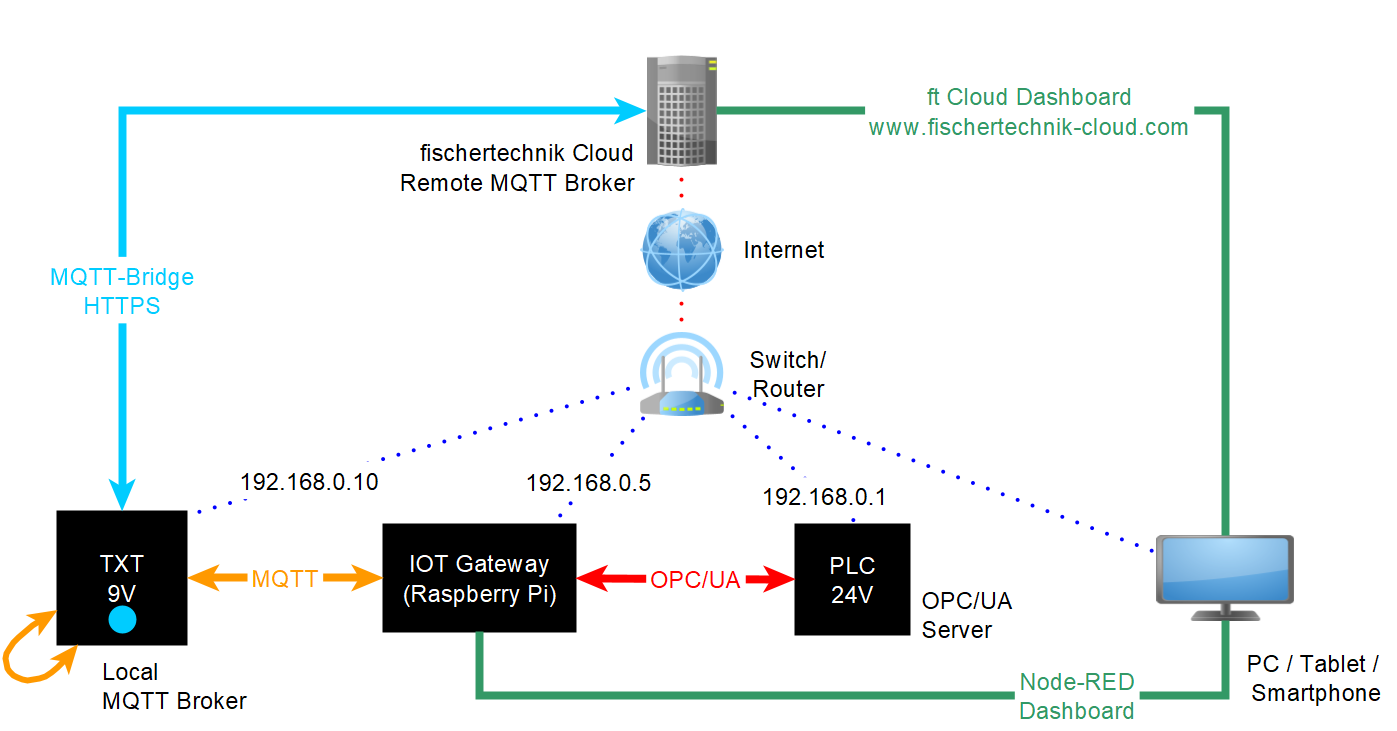 ft Cloud Dashboard
www.fischertechnik-cloud.com
fischertechnik Cloud
Remote MQTT Broker
Internet
MQTT-Bridge
HTTPS
Switch/
Router
192.168.0.10
192.168.0.5
192.168.0.1
TXT
9V
MQTT
IOT Gateway
(Raspberry Pi)
OPC/UA
PLC
24V
OPC/UA
Server
Local
MQTT Broker
Node-RED
Dashboard
PC / Tablet /
Smartphone